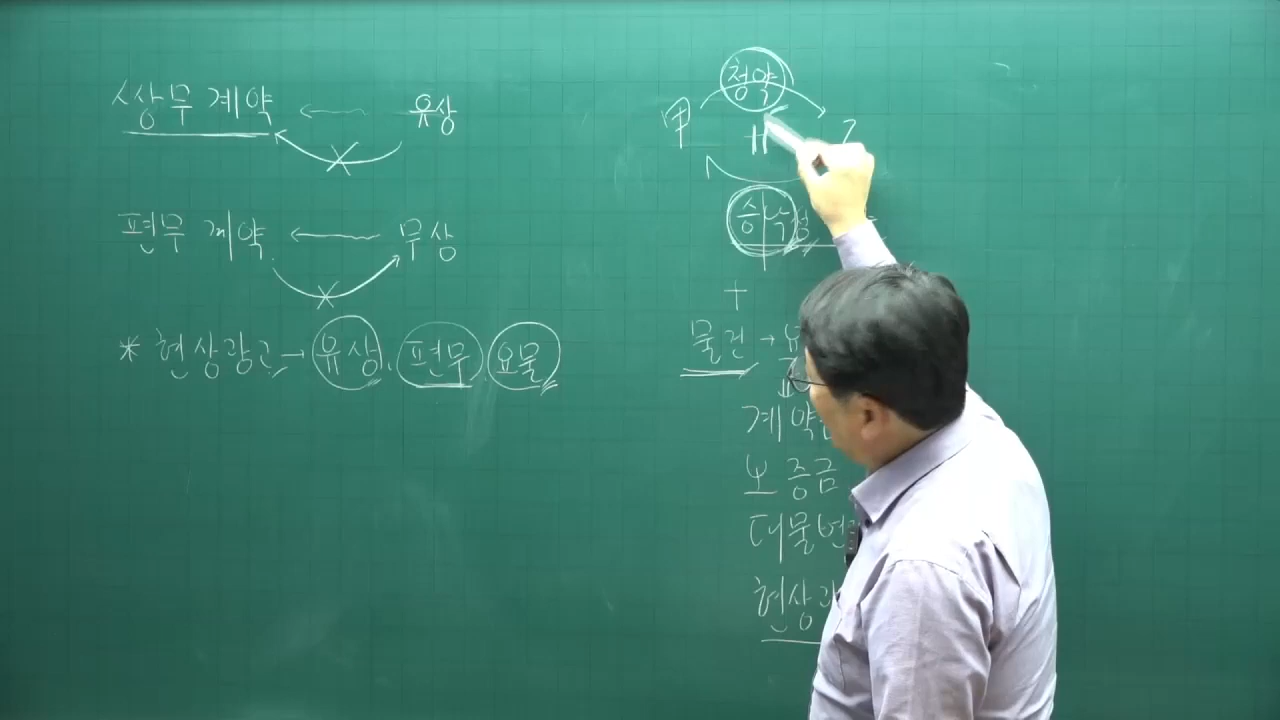 쌍무 계약 ← 유상
편무 계약 ← 무상
* 현상광고 → 유상, 편무, 요물
청약
甲
승낙
+
물건 →
계약
보증금
대물변
현상광